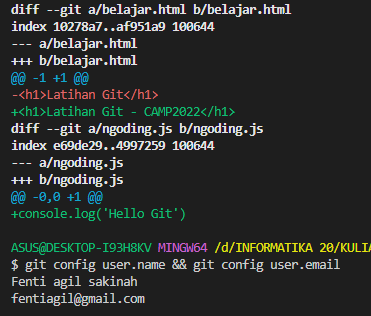 diff --git a/belajar.html b/belajar.html
index 10278a7..af951a9 100644
--- a/belajar.html
+++ b/belajar.html
@@ -1 +1 @@
-<h1>Latihan Git</h1>
+<h1>Latihan Git - CAMP2022</h1>
diff --git a/ngoding.js b/ngoding.js
index e69de29..4997259 100644
--- a/ngoding.js
+++ b/ngoding.js
@@ -0,0 +1 @@
+console.log('Hello Git')
ASUS@DESKTOP-I93H8KV MINGW64 /d/INFORMATIKA 20/KULIA
$ git config user.name && git config user.email
Fenti agil sakinah
fentiagil@gmail.com